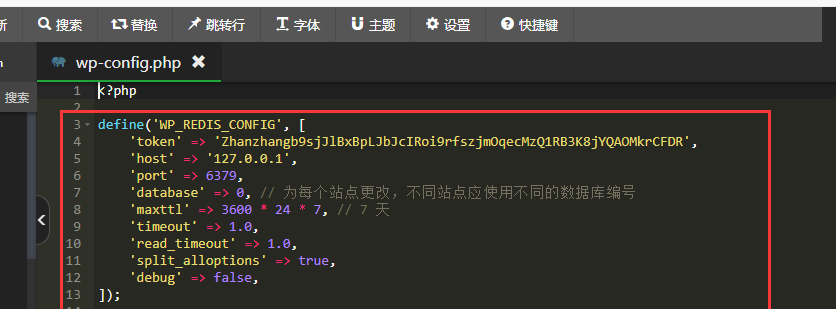 新 搜索 替换 跳转行 字体 主题 设置 快捷键
wp-config.php
搜索
1 <?php
2
3 define('WP_REDIS_CONFIG', [
4 'token' => 'Zhanzhangb9sjJlBxBpLJbJcIRoi9rfszjmOqecMzQ1RB3K8jYQAOMkrCFDR',
5 'host' => '127.0.0.1',
6 'port' => 6379,
7 'database' => 0, // 为每个站点更改，不同站点应使用不同的数据库编号
8 'maxttl' => 3600 * 24 * 7, // 7 天
9 'timeout' => 1.0,
10 'read_timeout' => 1.0,
11 'split_alloptions' => true,
12 'debug' => false,
13 ]);